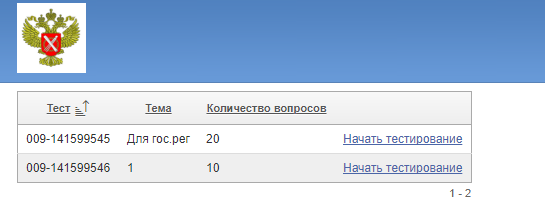 Тест Тема Количество вопросов
009-141599545 Для гос.рег 20 Начать тестирование
009-141599546 1 10 Начать тестирование
1 - 2